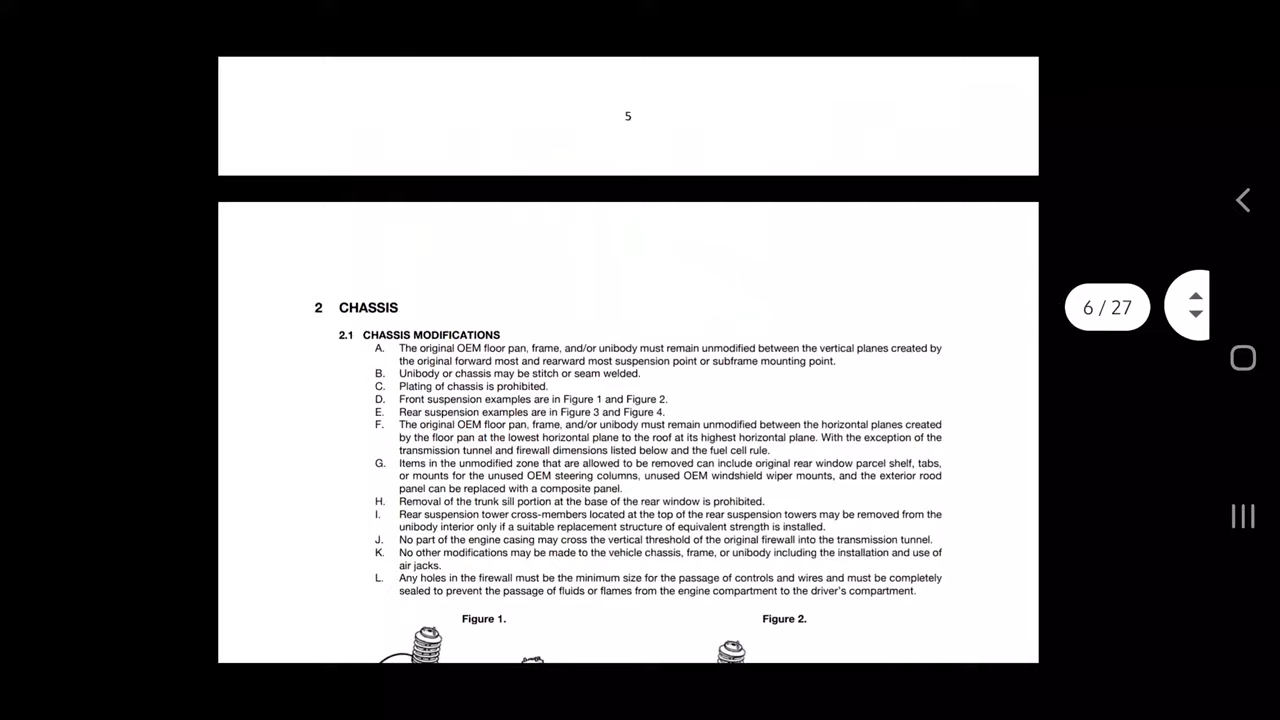 5
2 CHASSIS
2.1 CHASSIS MODIFICATIONS
A. The original OEM floor pan, frame, and/or unibody must remain unmodified between the vertical planes created by
the original forward most and rearward most suspension point or subframe mounting point.
B. Unibody or chassis may be stitch or seam welded.
C. Plating of chassis is prohibited.
D. Front suspension examples are in Figure 1 and Figure 2.
E. Rear suspension examples are in Figure 3 and Figure 4.
F. The original OEM floor pan, frame, and/or unibody must remain unmodified between the horizontal planes created
by the floor pan at the lowest horizontal plane to the roof at its highest horizontal plane. With the exception of the
transmission tunnel and firewall dimensions listed below and the fuel cell rule.
G. Items in the unmodified zone that are allowed to be removed can include original rear window parcel shelf, tabs,
or mounts for the unused OEM steering columns, unused OEM windshield wiper mounts, and the exterior rood
panel can be replaced with a composite panel.
H. Removal of the trunk sill portion at the base of the rear window is prohibited.
I. Rear suspension tower cross-members located at the top of the rear suspension towers may be removed from the
unibody interior only if a suitable replacement structure of equivalent strength is installed.
J. No part of the engine casing may cross the vertical threshold of the original firewall into the transmission tunnel.
K. No other modifications may be made to the vehicle chassis, frame, or unibody including the installation and use of
air jacks.
L. Any holes in the firewall must be the minimum size for the passage of controls and wires and must be completely
sealed to prevent the passage of fluids or flames from the engine compartment to the driver's compartment.
Figure 1. Figure 2.
6 / 27